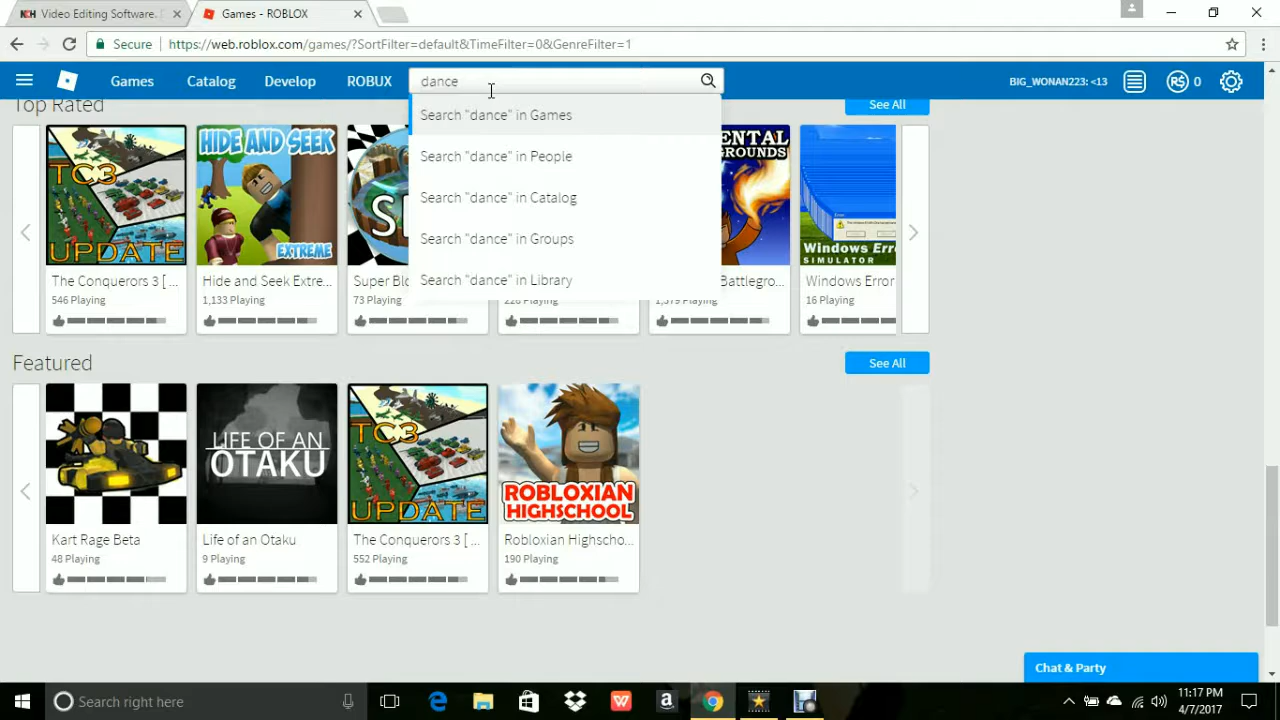 NCH Video Editing Software.
Games - ROBLOX
Secure https://web.roblox.com/games/?SortFilter=default&TimeFilter=0&GenreFilter=1
Games Catalog Develop ROBUX dance BIG_WONAN223: <13 R$ 0
Search "dance" in Games
Search "dance" in People
Search "dance" in Catalog
Search "dance" in Groups
Search "dance" in Library
Top Rated See All
TC3 UPDATE
HIDE AND SEEK EXTREME
Windows Erro
SIMULATOR
The Conquerors 3 [ ...
546 Playing
Hide and Seek Extre...
1,133 Playing
Super Blo
73 Playing
Battlegro...
1,379 Playing
Windows Error
16 Playing
Featured See All
LIFE OF AN
OTAKU
TC3
UPDATE
ROBLOXIAN
HIGHSCHOOL
Kart Rage Beta
48 Playing
Life of an Otaku
9 Playing
The Conquerors 3 [ ...
552 Playing
Robloxian Highscho...
190 Playing
Chat & Party
Search right here
11:17 PM
4/7/2017